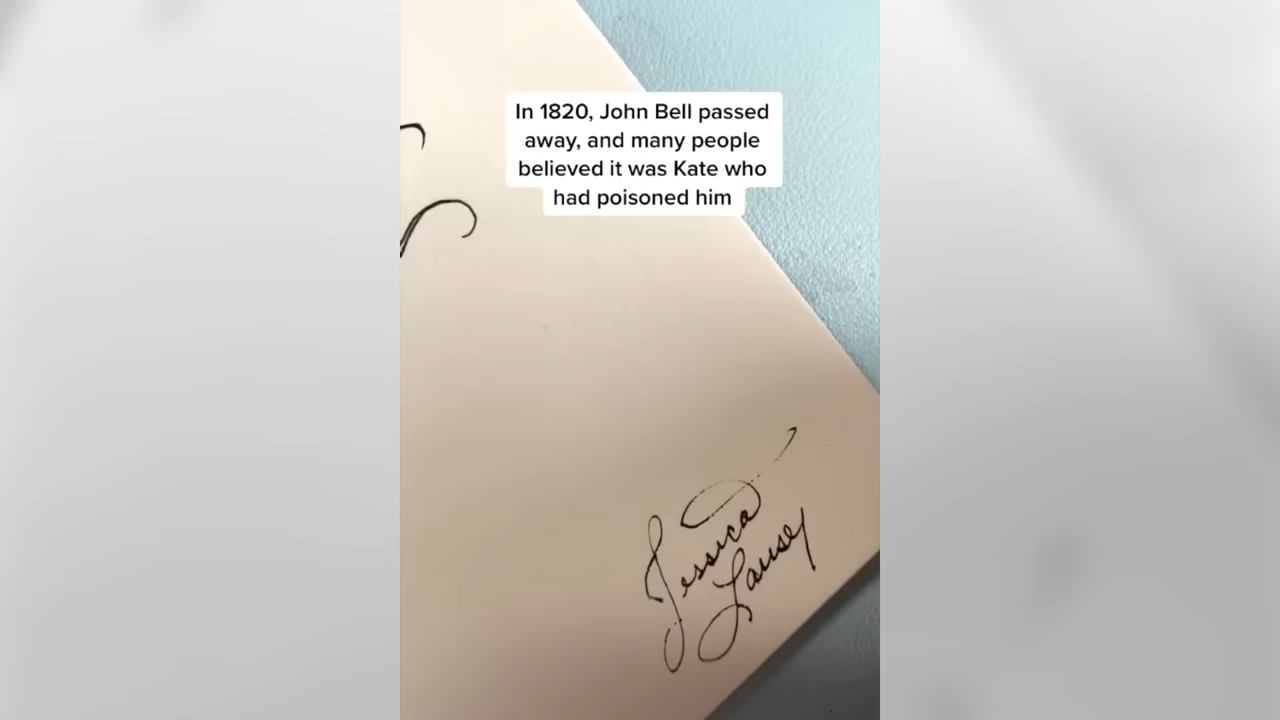 In 1820, John Bell passed
away, and many people
believed it was Kate who
had poisoned him
Jessica